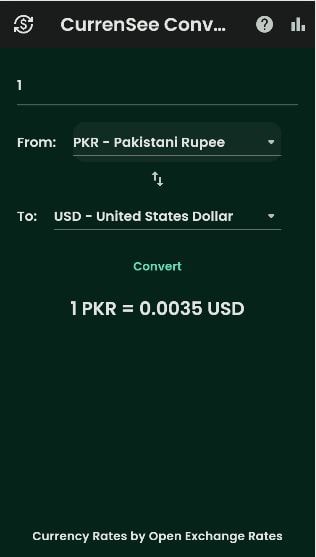 CurrenSee Conv...
1
From: PKR - Pakistani Rupee
To: USD - United States Dollar
Convert
1 PKR = 0.0035 USD
Currency Rates by Open Exchange Rates